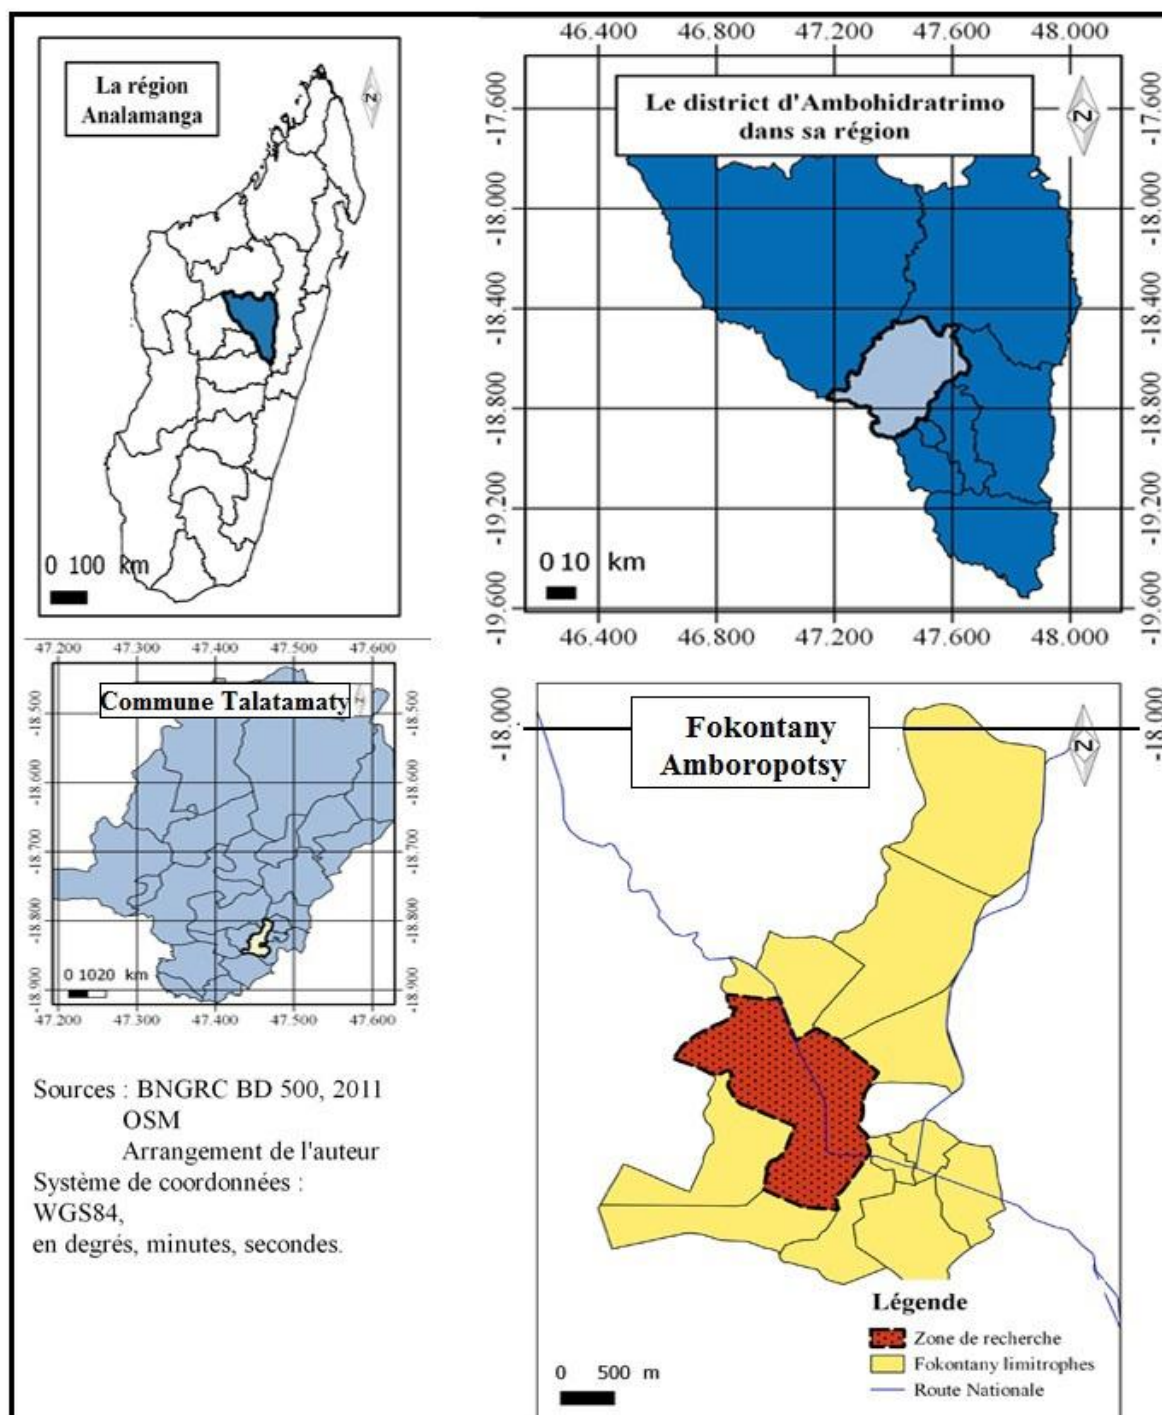 La région
Analamanga
N
0 100 km
46.400 46.800 47.200 47.600 48.000
Le district d'Ambohidratrimo
dans sa région
N
-17.600
-18.000
-18.400
-18.800
-19.200
-19.600
-17.600
-18.000
-18.400
-18.800
-19.200
-19.600
0 10 km
46.400 46.800 47.200 47.600 48.000
47.200 47.300 47.400 47.500 47.600
Commune Talatamaty
-18.500
-18.600
-18.700
-18.800
-18.900
-18.500
-18.600
-18.700
-18.800
-18.900
0 1020 km
47.200 47.300 47.400 47.500 47.600
Fokontany
Amboropotsy
N
-18.000
-18.000
Légende
Zone de recherche
Fokontany limitrophes
Route Nationale
0 500 m
Sources : BNGRC BD 500, 2011
OSM
Arrangement de l'auteur
Système de coordonnées :
WGS84,
en degrés, minutes, secondes.